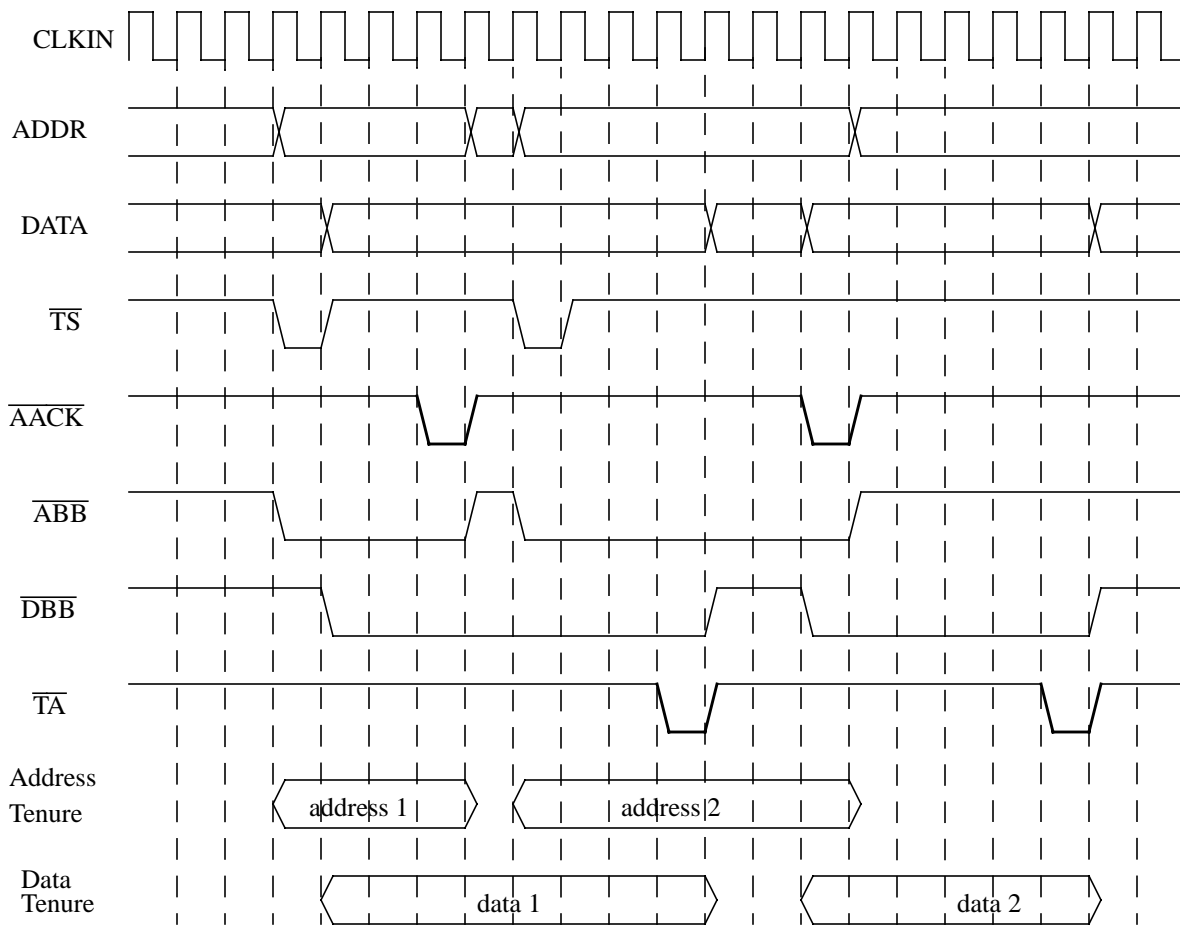 CLKIN
ADDR
DATA
TS
AACK
ABB
DBB
TA
Address
Tenure
address 1
address 2
Data
Tenure
data 1
data 2